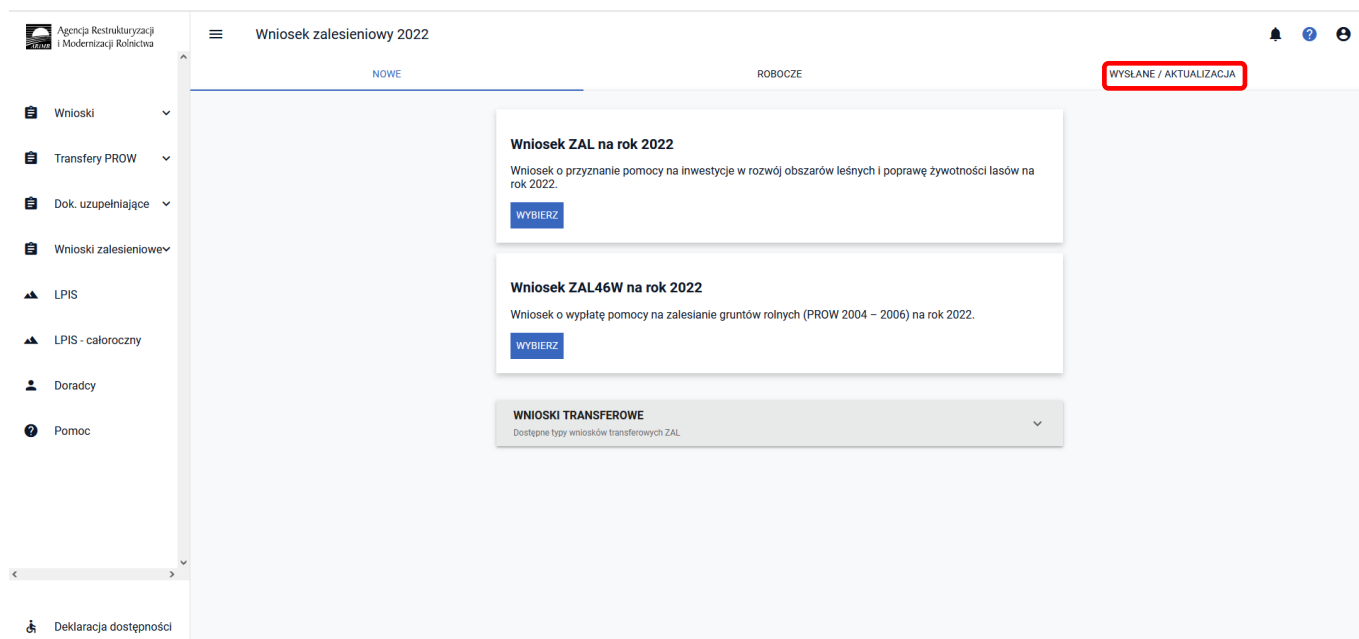 Agencja Restrukturyzacji
i Modernizacji Rolnictwa
ARiMR
Wniosek zalesieniowy 2022
NOWE
ROBOCZE
WYSŁANE / AKTUALIZACJA
Wnioski
Transfery PROW
Dok. uzupełniające
Wnioski zalesieniowe
LPIS
LPIS - całoroczny
Doradcy
Pomoc
Deklaracja dostępności
Wniosek ZAL na rok 2022
Wniosek o przyznanie pomocy na inwestycje w rozwój obszarów leśnych i poprawę żywotności lasów na
rok 2022.
WYBIERZ
Wniosek ZAL46W na rok 2022
Wniosek o wypłatę pomocy na zalesianie gruntów rolnych (PROW 2004 – 2006) na rok 2022.
WYBIERZ
WNIOSKI TRANSFEROWE
Dostępne typy wniosków transferowych ZAL